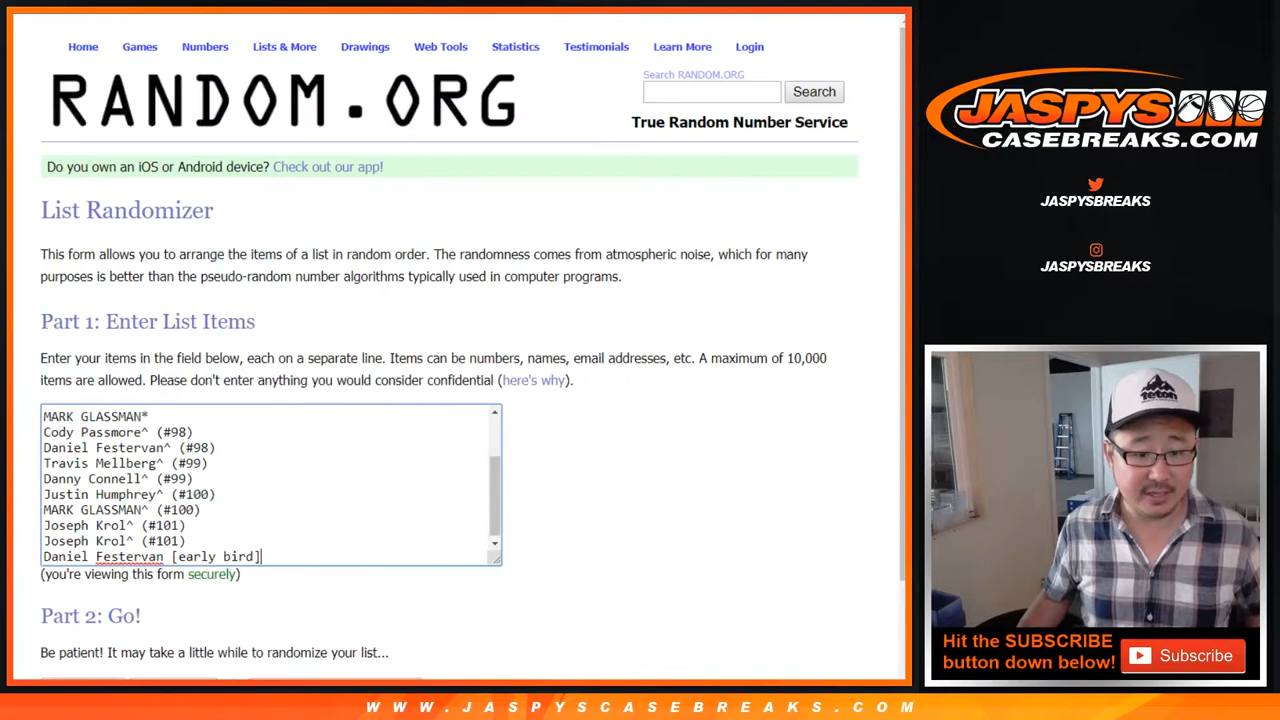 Home Games Numbers Lists & More Drawings Web Tools Statistics Testimonials Learn More Login
RANDOM.ORG
Search RANDOM.ORG
Search
True Random Number Service
Do you own an iOS or Android device? Check out our app!
List Randomizer
This form allows you to arrange the items of a list in random order. The randomness comes from atmospheric noise, which for many
purposes is better than the pseudo-random number algorithms typically used in computer programs.
Part 1: Enter List Items
Enter your items in the field below, each on a separate line. Items can be numbers, names, email addresses, etc. A maximum of 10,000
items are allowed. Please don't enter anything you would consider confidential (here's why).
MARK GLASSMAN*
Cody Passmore^ (#98)
Daniel Festervan^ (#98)
Travis Mellberg^ (#99)
Danny Connell^ (#99)
Justin Humphrey^ (#100)
MARK GLASSMAN^ (#100)
Joseph Krol^ (#101)
Joseph Krol^ (#101)
Daniel Festervan [early bird]
(you're viewing this form securely)
Part 2: Go!
Be patient! It may take a little while to randomize your list...
JASPYS
CASEBREAKS.COM
JASPYSBREAKS
JASPYSBREAKS
teton
Hit the SUBSCRIBE
button down below!
Subscribe
WWW.JASPYSCASEBREAKS.COM